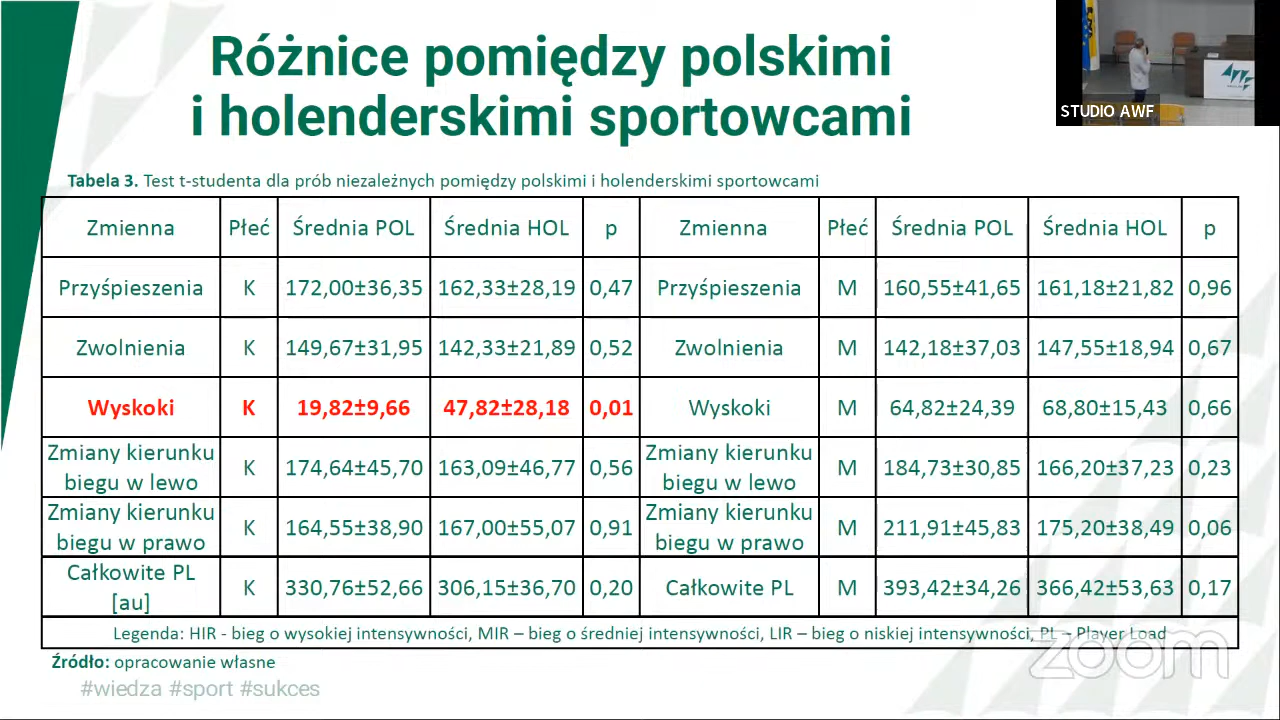 Różnice pomiędzy polskimi
i holenderskimi sportowcami
STUDIO AWF
Tabela 3. Test t-studenta dla prób niezależnych pomiędzy polskimi i holenderskimi sportowcami
Zmienna Płeć Średnia POL Średnia HOL p Zmienna Płeć Średnia POL Średnia HOL p
Przyśpieszenia K 172,00±36,35 162,33±28,19 0,47 Przyśpieszenia M 160,55±41,65 161,18±21,82 0,96
Zwolnienia K 149,67±31,95 142,33±21,89 0,52 Zwolnienia M 142,18±37,03 147,55±18,94 0,67
Wyskoki K 19,82±9,66 47,82±28,18 0,01 Wyskoki M 64,82±24,39 68,80±15,43 0,66
Zmiany kierunku
biegu w lewo K 174,64±45,70 163,09±46,77 0,56 Zmiany kierunku
biegu w lewo M 184,73±30,85 166,20±37,23 0,23
Zmiany kierunku
biegu w prawo K 164,55±38,90 167,00±55,07 0,91 Zmiany kierunku
biegu w prawo M 211,91±45,83 175,20±38,49 0,06
Całkowite PL
[au] K 330,76±52,66 306,15±36,70 0,20 Całkowite PL M 393,42±34,26 366,42±53,63 0,17
Legenda: HIR - bieg o wysokiej intensywności, MIR – bieg o średniej intensywności, LIR – bieg o niskiej intensywności, PL – Player Load
Źródło: opracowanie własne
#wiedza #sport #sukces
zoom